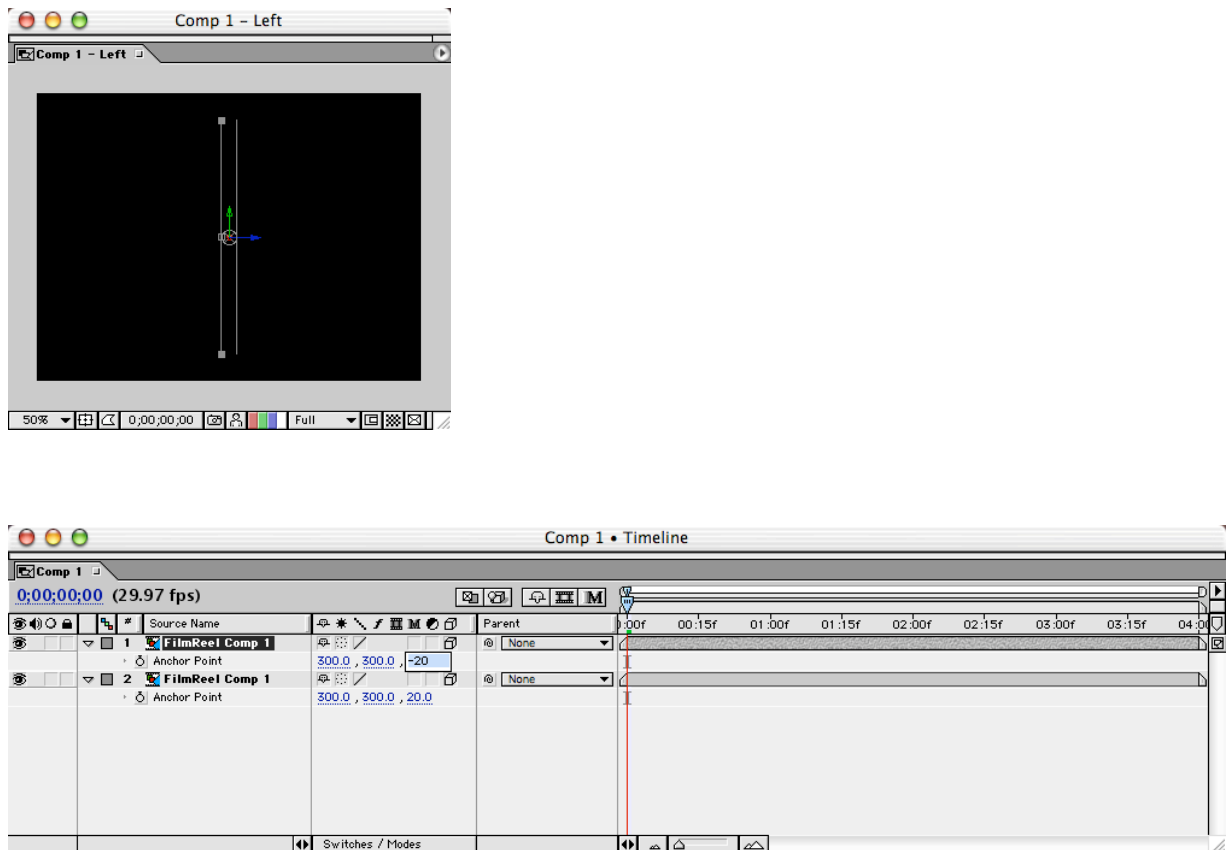 Comp 1 – Left
Comp 1 – Left
50% 0;00;00;00 Full
Comp 1 • Timeline
Comp 1
0;00;00;00 (29.97 fps) M
# Source Name M Parent 0:00f 00:15f 01:00f 01:15f 02:00f 02:15f 03:00f 03:15f 04:00
1 FilmReel Comp 1 None
Anchor Point 300.0 , 300.0 , -20
2 FilmReel Comp 1 None
Anchor Point 300.0 , 300.0 , 20.0
Switches / Modes